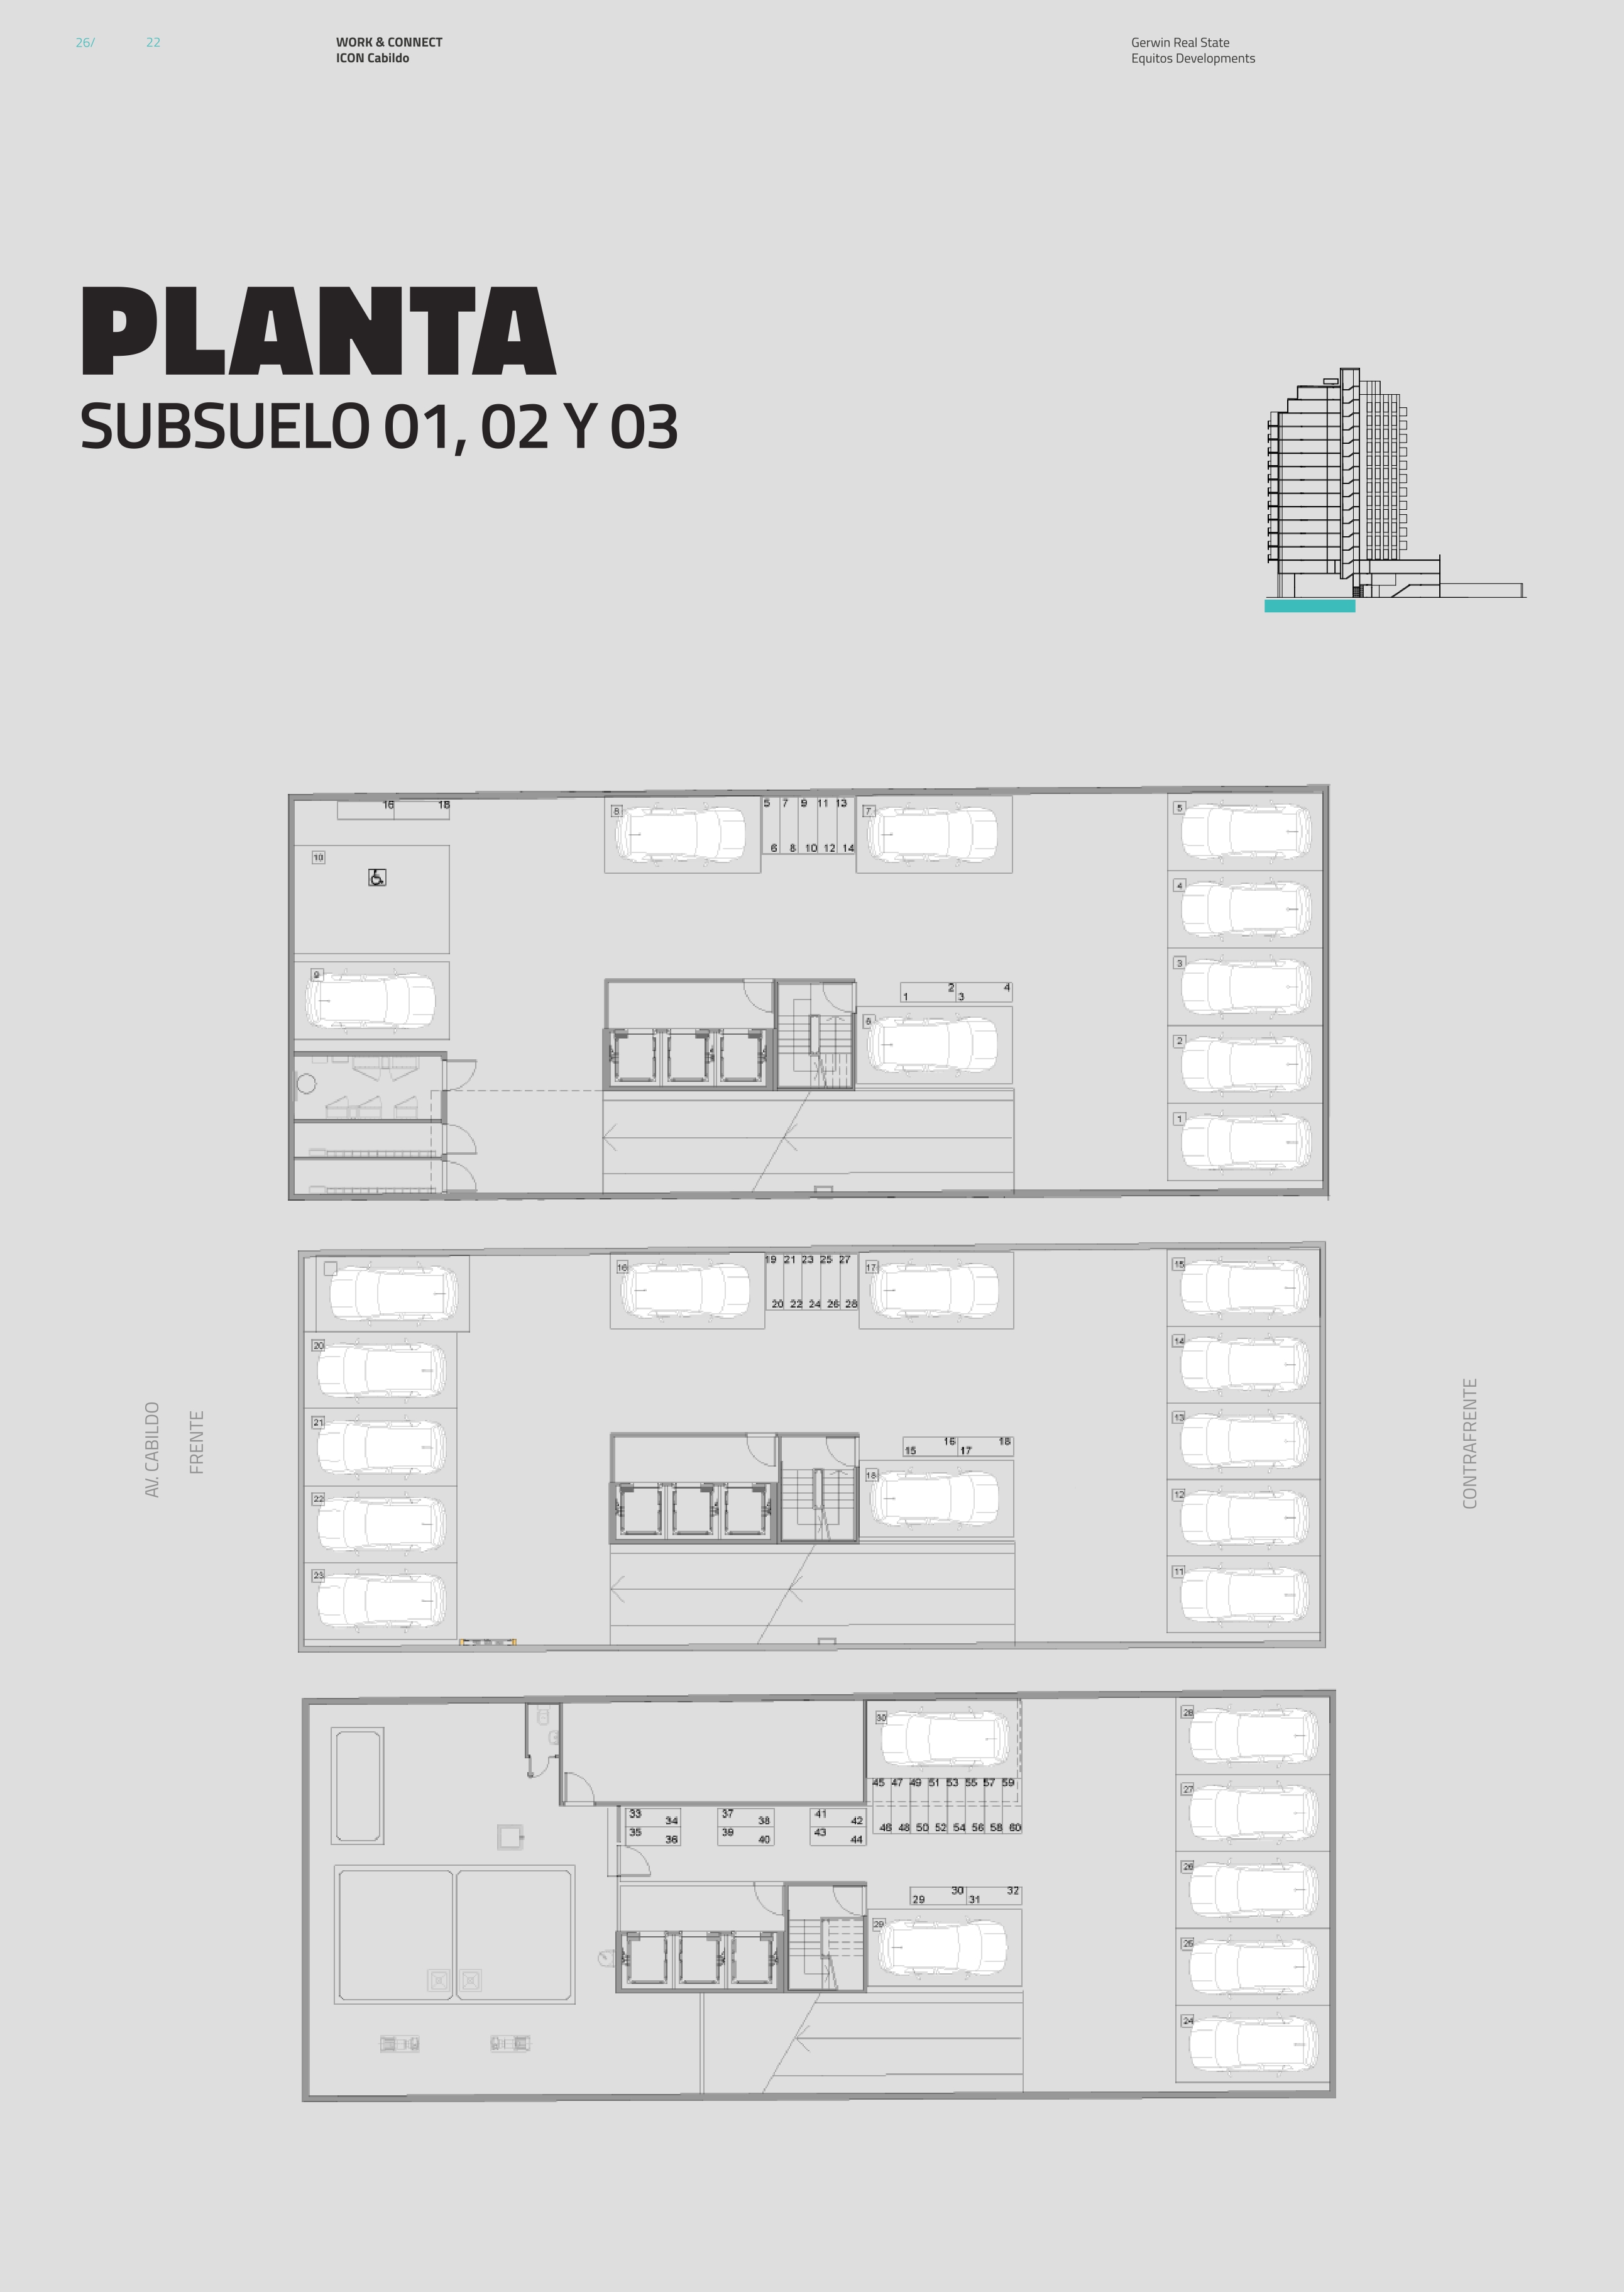 26/ 22
WORK & CONNECT
ICON Cabildo
Gerwin Real State
Equitos Developments
PLANTA
SUBSUELO 01, 02 Y 03
16 18
8
5 7 9 11 13
6 8 10 12 14
7
5
10
4
9
3
2 4
1 3
6
2
1
16
19 21 23 25 27
20 22 24 26 28
17
15
20
14
21
13
16 18
15 17
18
22
12
23
11
AV. CABILDO
FRENTE
CONTRAFRENTE
30
28
45 47 49 51 53 55 57 59
27
33 37 41
34 38 42
46 48 50 52 54 56 58 60
35 39 43
36 40 44
26
30 32
29 31
29
25
24